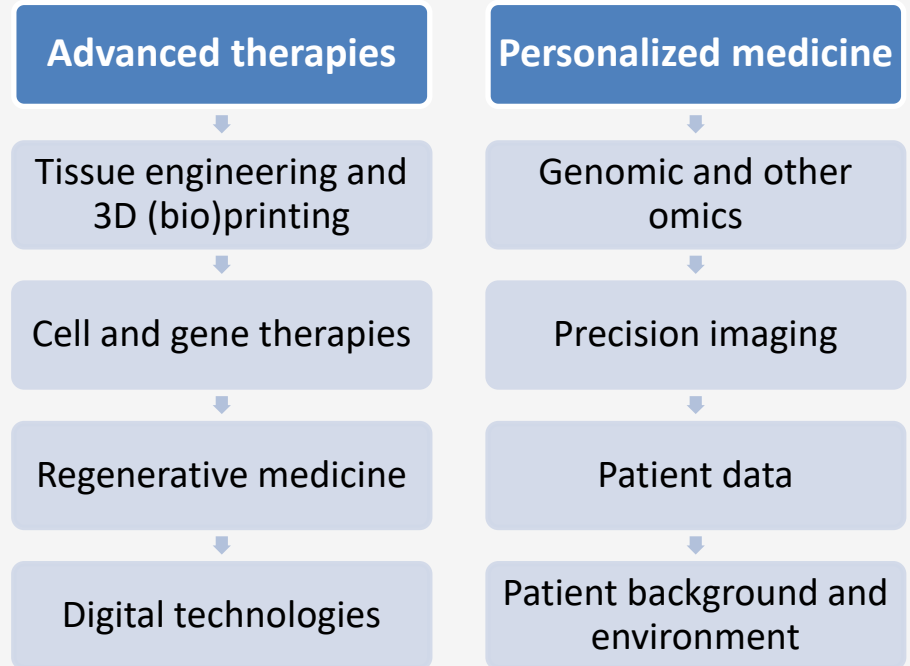 Advanced therapies
Tissue engineering and
3D (bio)printing
Cell and gene therapies
Regenerative medicine
Digital technologies
Personalized medicine
Genomic and other
omics
Precision imaging
Patient data
Patient background and
environment